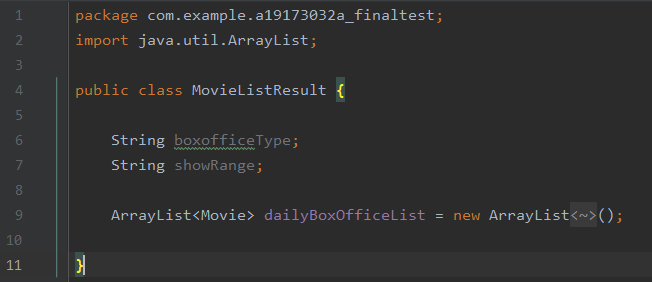 1 package com.example.a19173032a_finaltest;
2 import java.util.ArrayList;
3
4 public class MovieListResult {
5
6 String boxofficeType;
7 String showRange;
8
9 ArrayList<Movie> dailyBoxOfficeList = new ArrayList<~>();
10
11 }